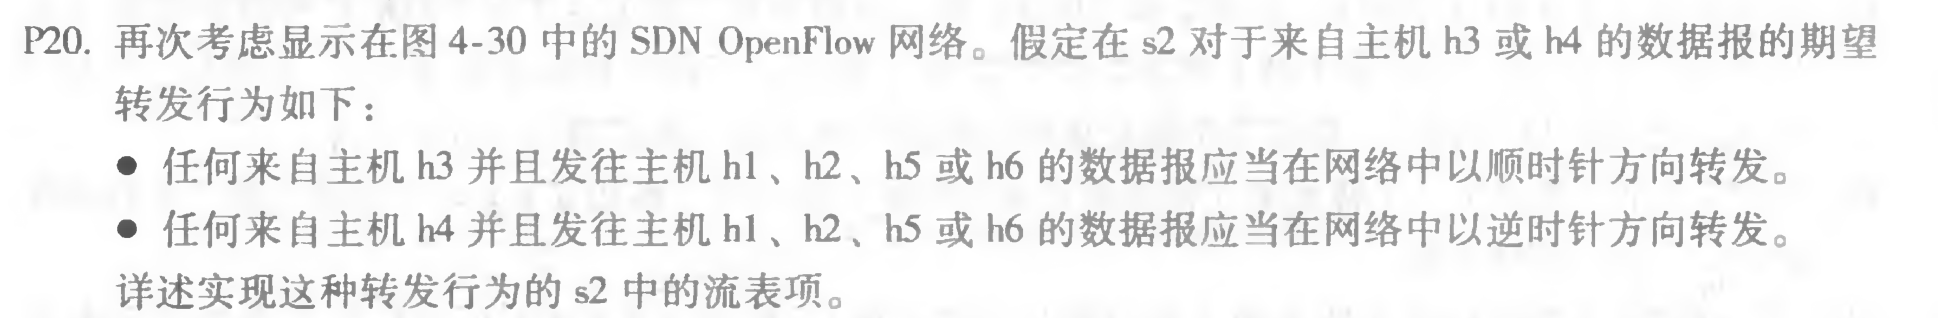 P20. 再次考虑显示在图 4-30 中的 SDN OpenFlow 网络。假定在 s2 对于来自主机 h3 或 h4 的数据报的期望
转发行为如下：
● 任何来自主机 h3 并且发往主机 h1、h2、h5 或 h6 的数据报应当在网络中以顺时针方向转发。
● 任何来自主机 h4 并且发往主机 h1、h2、h5 或 h6 的数据报应当在网络中以逆时针方向转发。
详述实现这种转发行为的 s2 中的流表项。